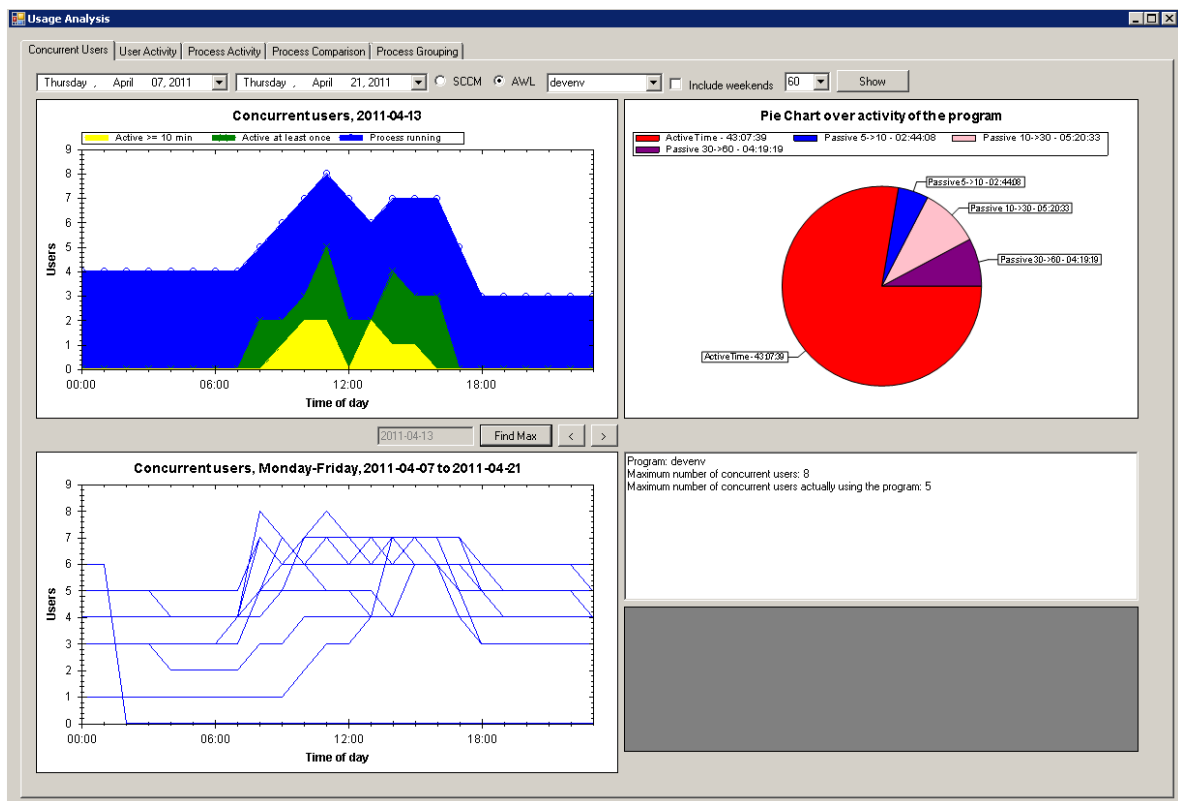 Usage Analysis
Concurrent Users User Activity Process Activity Process Comparison Process Grouping
Thursday , April 07, 2011 Thursday , April 21, 2011 SCCM AWL devenv Include weekends 60 Show
Concurrent users, 2011-04-13
Active >= 10 min Active at least once Process running
9
8
7
6
5
4
3
2
1
0
Users
00:00 06:00 12:00 18:00
Time of day
Pie Chart over activity of the program
Active Time - 43:07:39 Passive 5->10 - 02:44:08 Passive 10->30 - 05:20:33
Passive 30->60 - 04:19:19
Passive 5->10 - 02:44:08
Passive 10->30 - 05:20:33
Passive 30->60 - 04:19:19
Active Time - 43:07:39
2011-04-13 Find Max < >
Concurrent users, Monday-Friday, 2011-04-07 to 2011-04-21
9
8
7
6
5
4
3
2
1
0
Users
00:00 06:00 12:00 18:00
Time of day
Program: devenv
Maximum number of concurrent users: 8
Maximum number of concurrent users actually using the program: 5